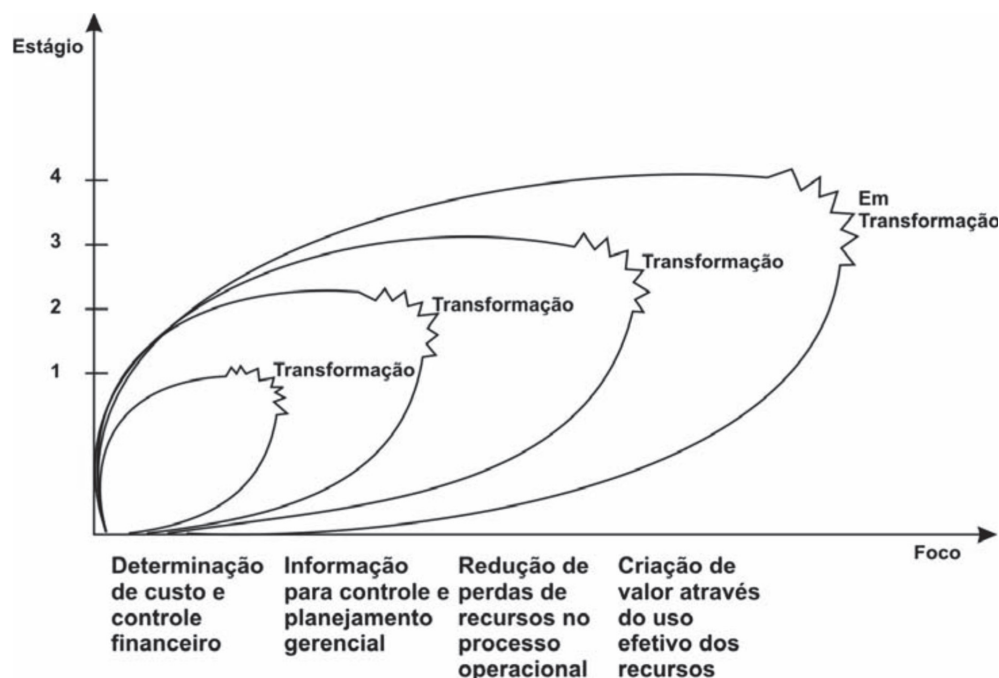 Estágio
4
3
2
1
Em
Transformação
Transformação
Transformação
Transformação
Foco
Determinação
de custo e
controle
financeiro
Informação
para controle e
planejamento
gerencial
Redução de
perdas de
recursos no
processo
operacional
Criação de
valor através
do uso
efetivo dos
recursos